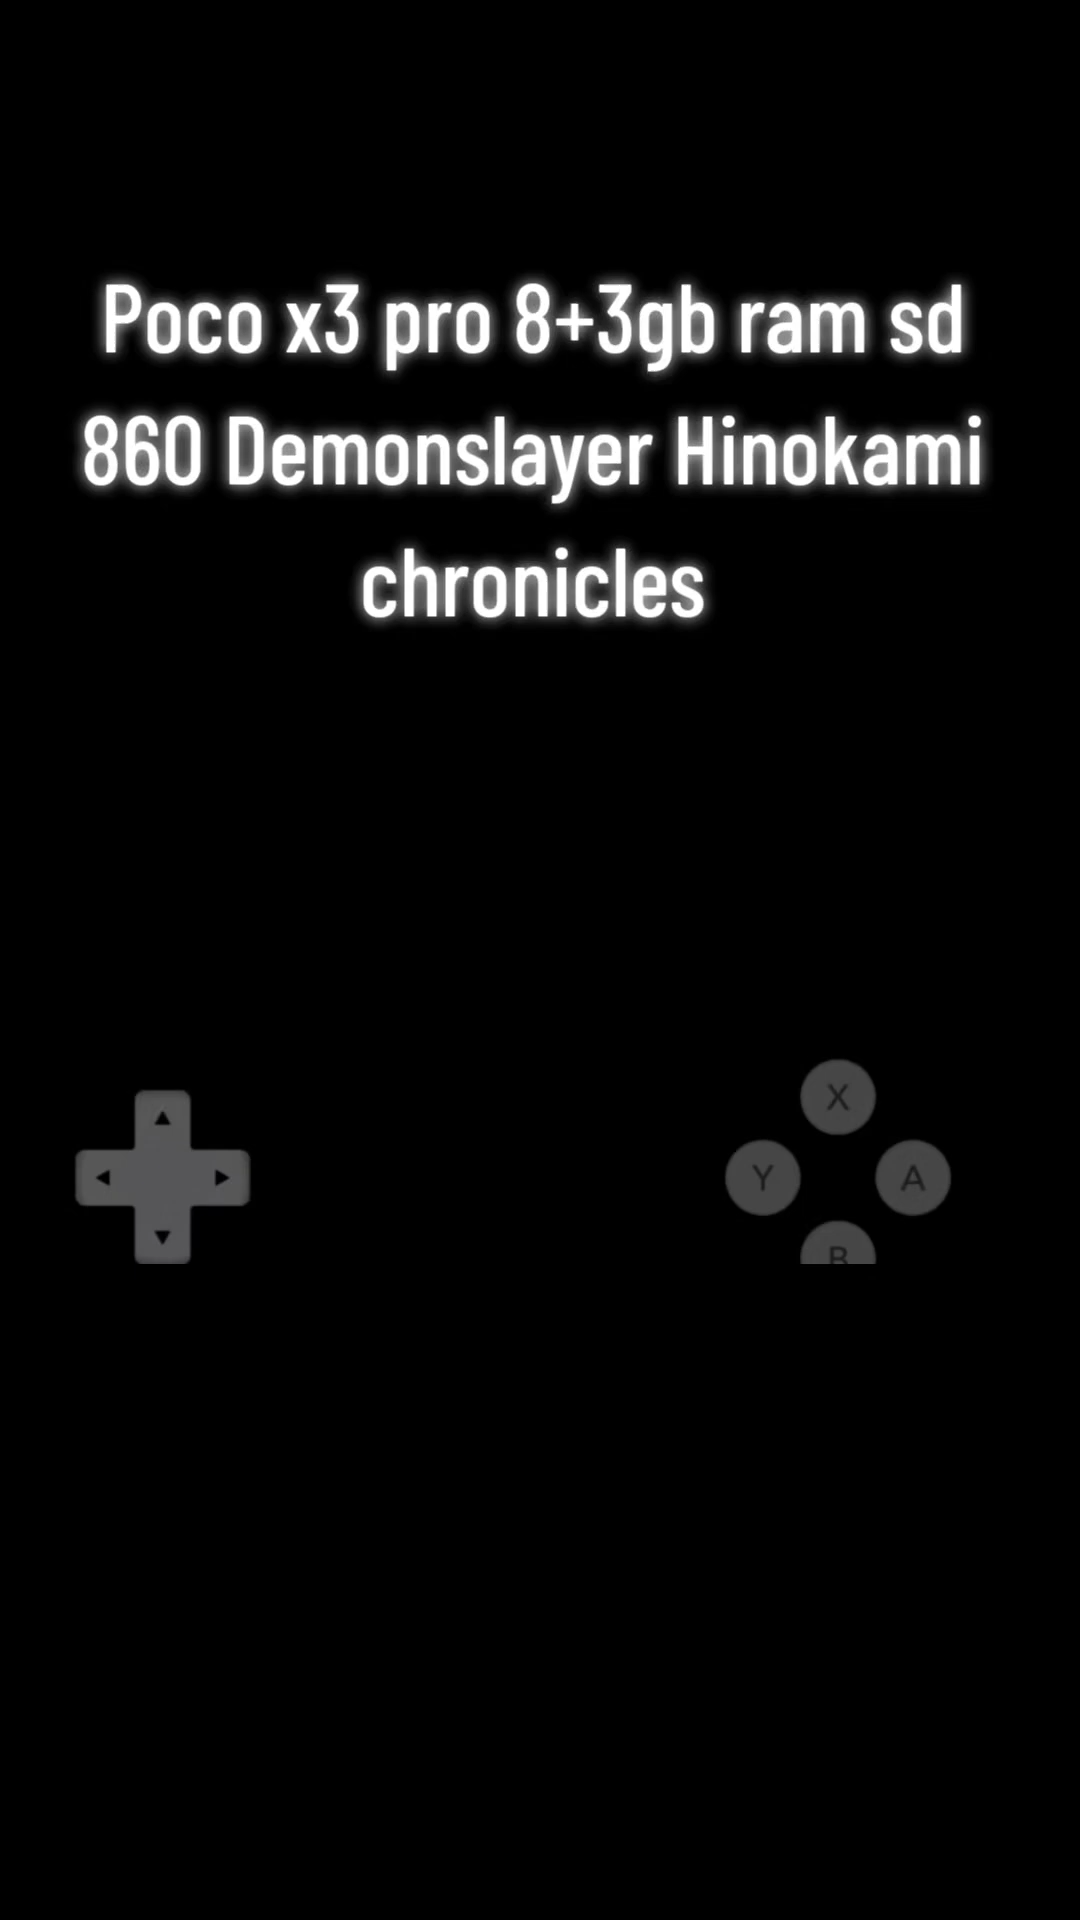 Poco x3 pro 8+3gb ram sd
860 Demonslayer Hinokami
chronicles
X
Y A
B